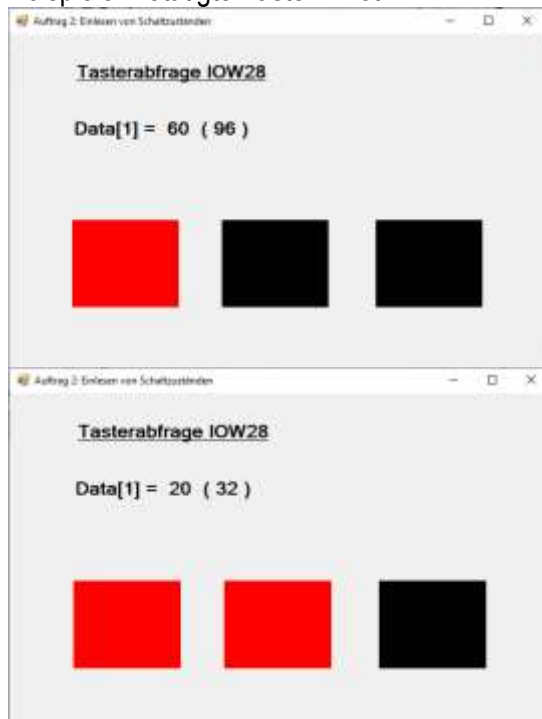 Auftrag 2: Einlesen von Schaltzuständen
Tasterabfrage IOW28
Data[1] = 60 ( 96 )
Auftrag 2: Einlesen von Schaltzuständen
Tasterabfrage IOW28
Data[1] = 20 ( 32 )